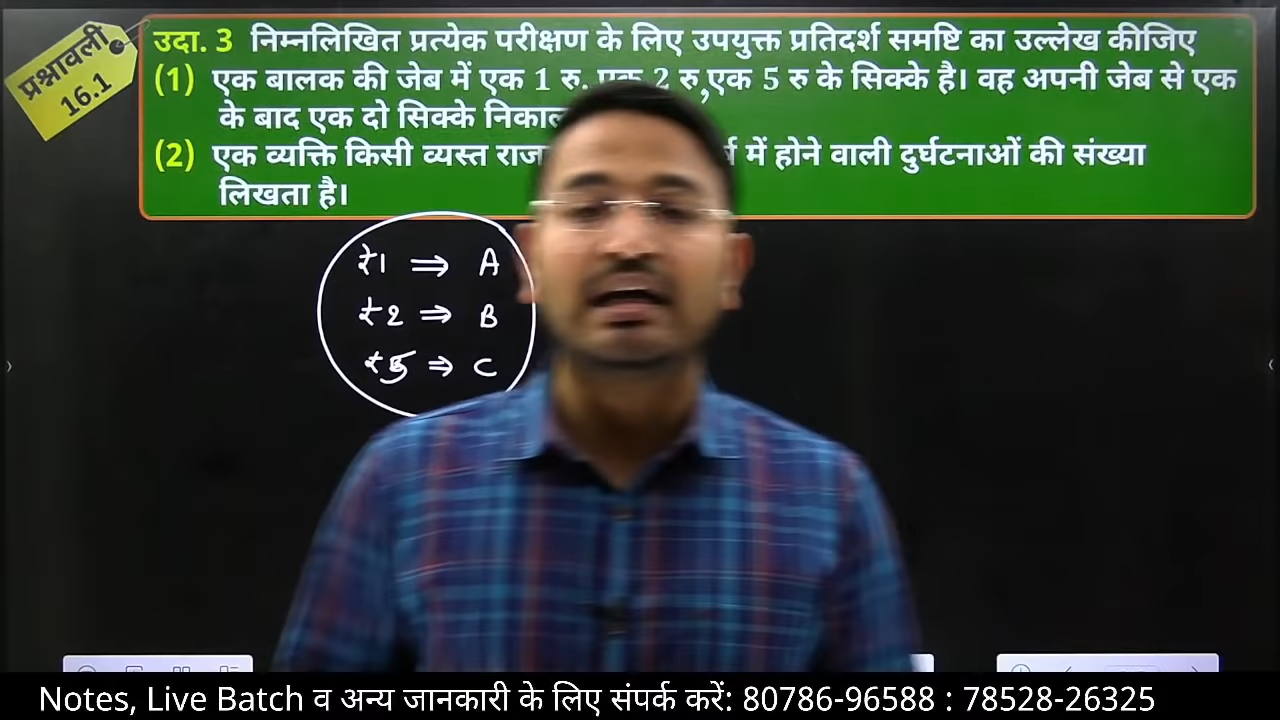 प्रश्नावली
16.1
उदा. 3 निम्नलिखित प्रत्येक परीक्षण के लिए उपयुक्त प्रतिदर्श समष्टि का उल्लेख कीजिए
(1) एक बालक की जेब में एक 1 रु. एक 2 रु,एक 5 रु के सिक्के है। वह अपनी जेब से एक
के बाद एक दो सिक्के
(2) एक व्यक्ति किसी व्यस्त में होने वाली दुर्घटनाओं की संख्या
लिखता है।
₹1 ⇒ A
₹2 ⇒ B
₹5 ⇒ C
Notes, Live Batch व अन्य जानकारी के लिए संपर्क करें: 80786-96588 : 78528-26325